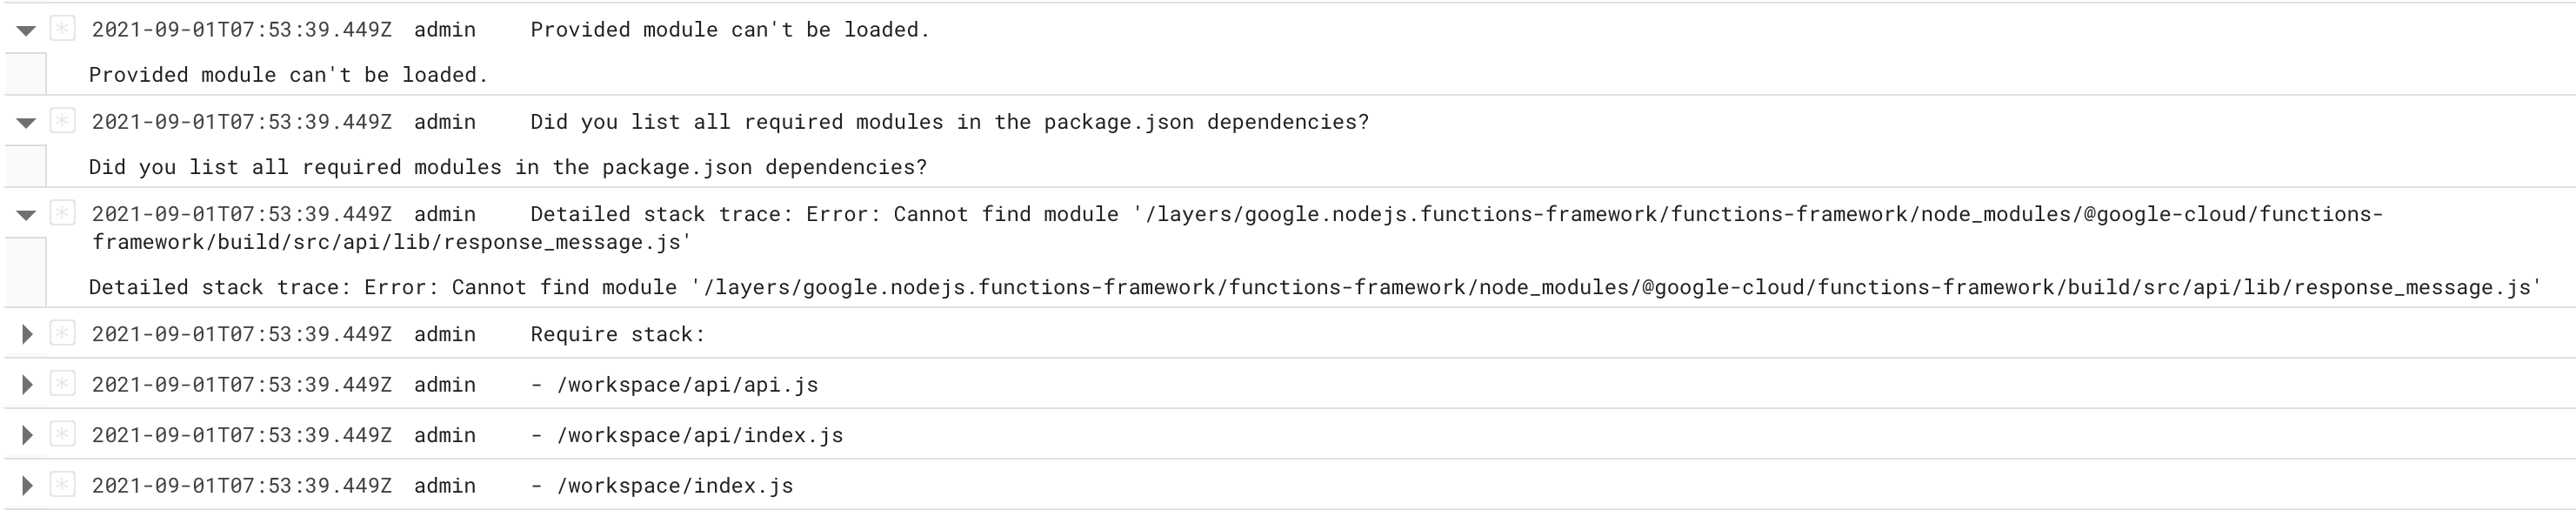 2021-09-01T07:53:39.449Z admin Provided module can't be loaded.
Provided module can't be loaded.
2021-09-01T07:53:39.449Z admin Did you list all required modules in the package.json dependencies?
Did you list all required modules in the package.json dependencies?
2021-09-01T07:53:39.449Z admin Detailed stack trace: Error: Cannot find module '/layers/google.nodejs.functions-framework/functions-framework/node_modules/@google-cloud/functions-
framework/build/src/api/lib/response_message.js'
Detailed stack trace: Error: Cannot find module '/layers/google.nodejs.functions-framework/functions-framework/node_modules/@google-cloud/functions-framework/build/src/api/lib/response_message.js'
2021-09-01T07:53:39.449Z admin Require stack:
2021-09-01T07:53:39.449Z admin - /workspace/api/api.js
2021-09-01T07:53:39.449Z admin - /workspace/api/index.js
2021-09-01T07:53:39.449Z admin - /workspace/index.js